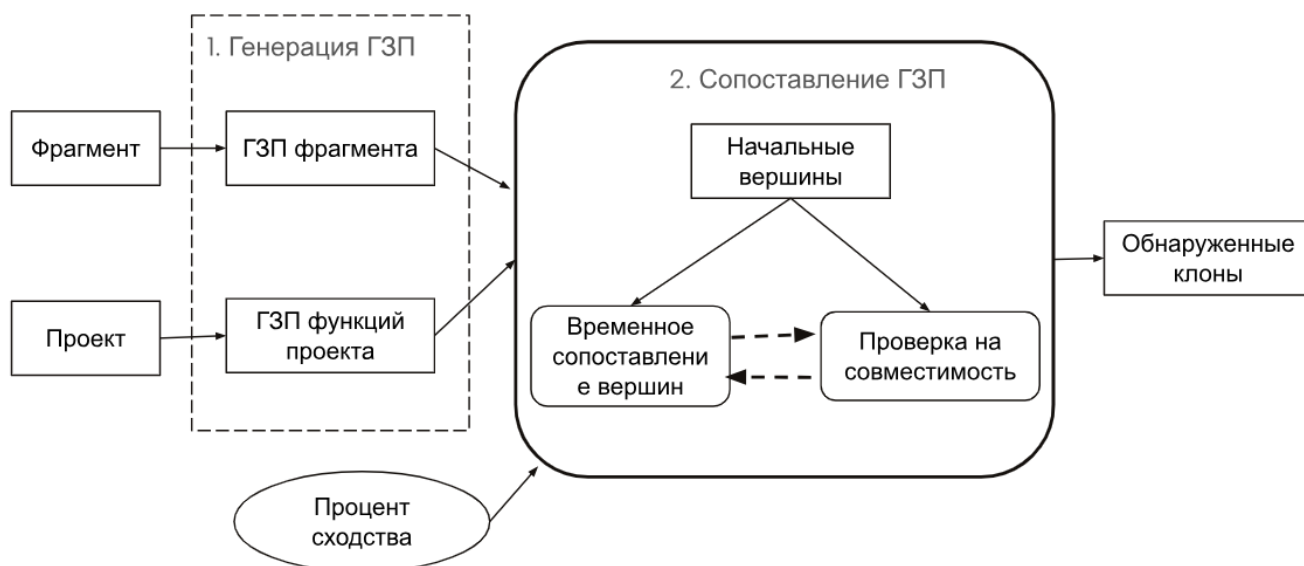 1. Генерация ГЗП
2. Сопоставление ГЗП
Фрагмент
ГЗП фрагмента
Начальные
вершины
Обнаруженные
клоны
Проект
ГЗП функций
проекта
Временное
сопоставлени
е вершин
Проверка на
совместимость
Процент
сходства